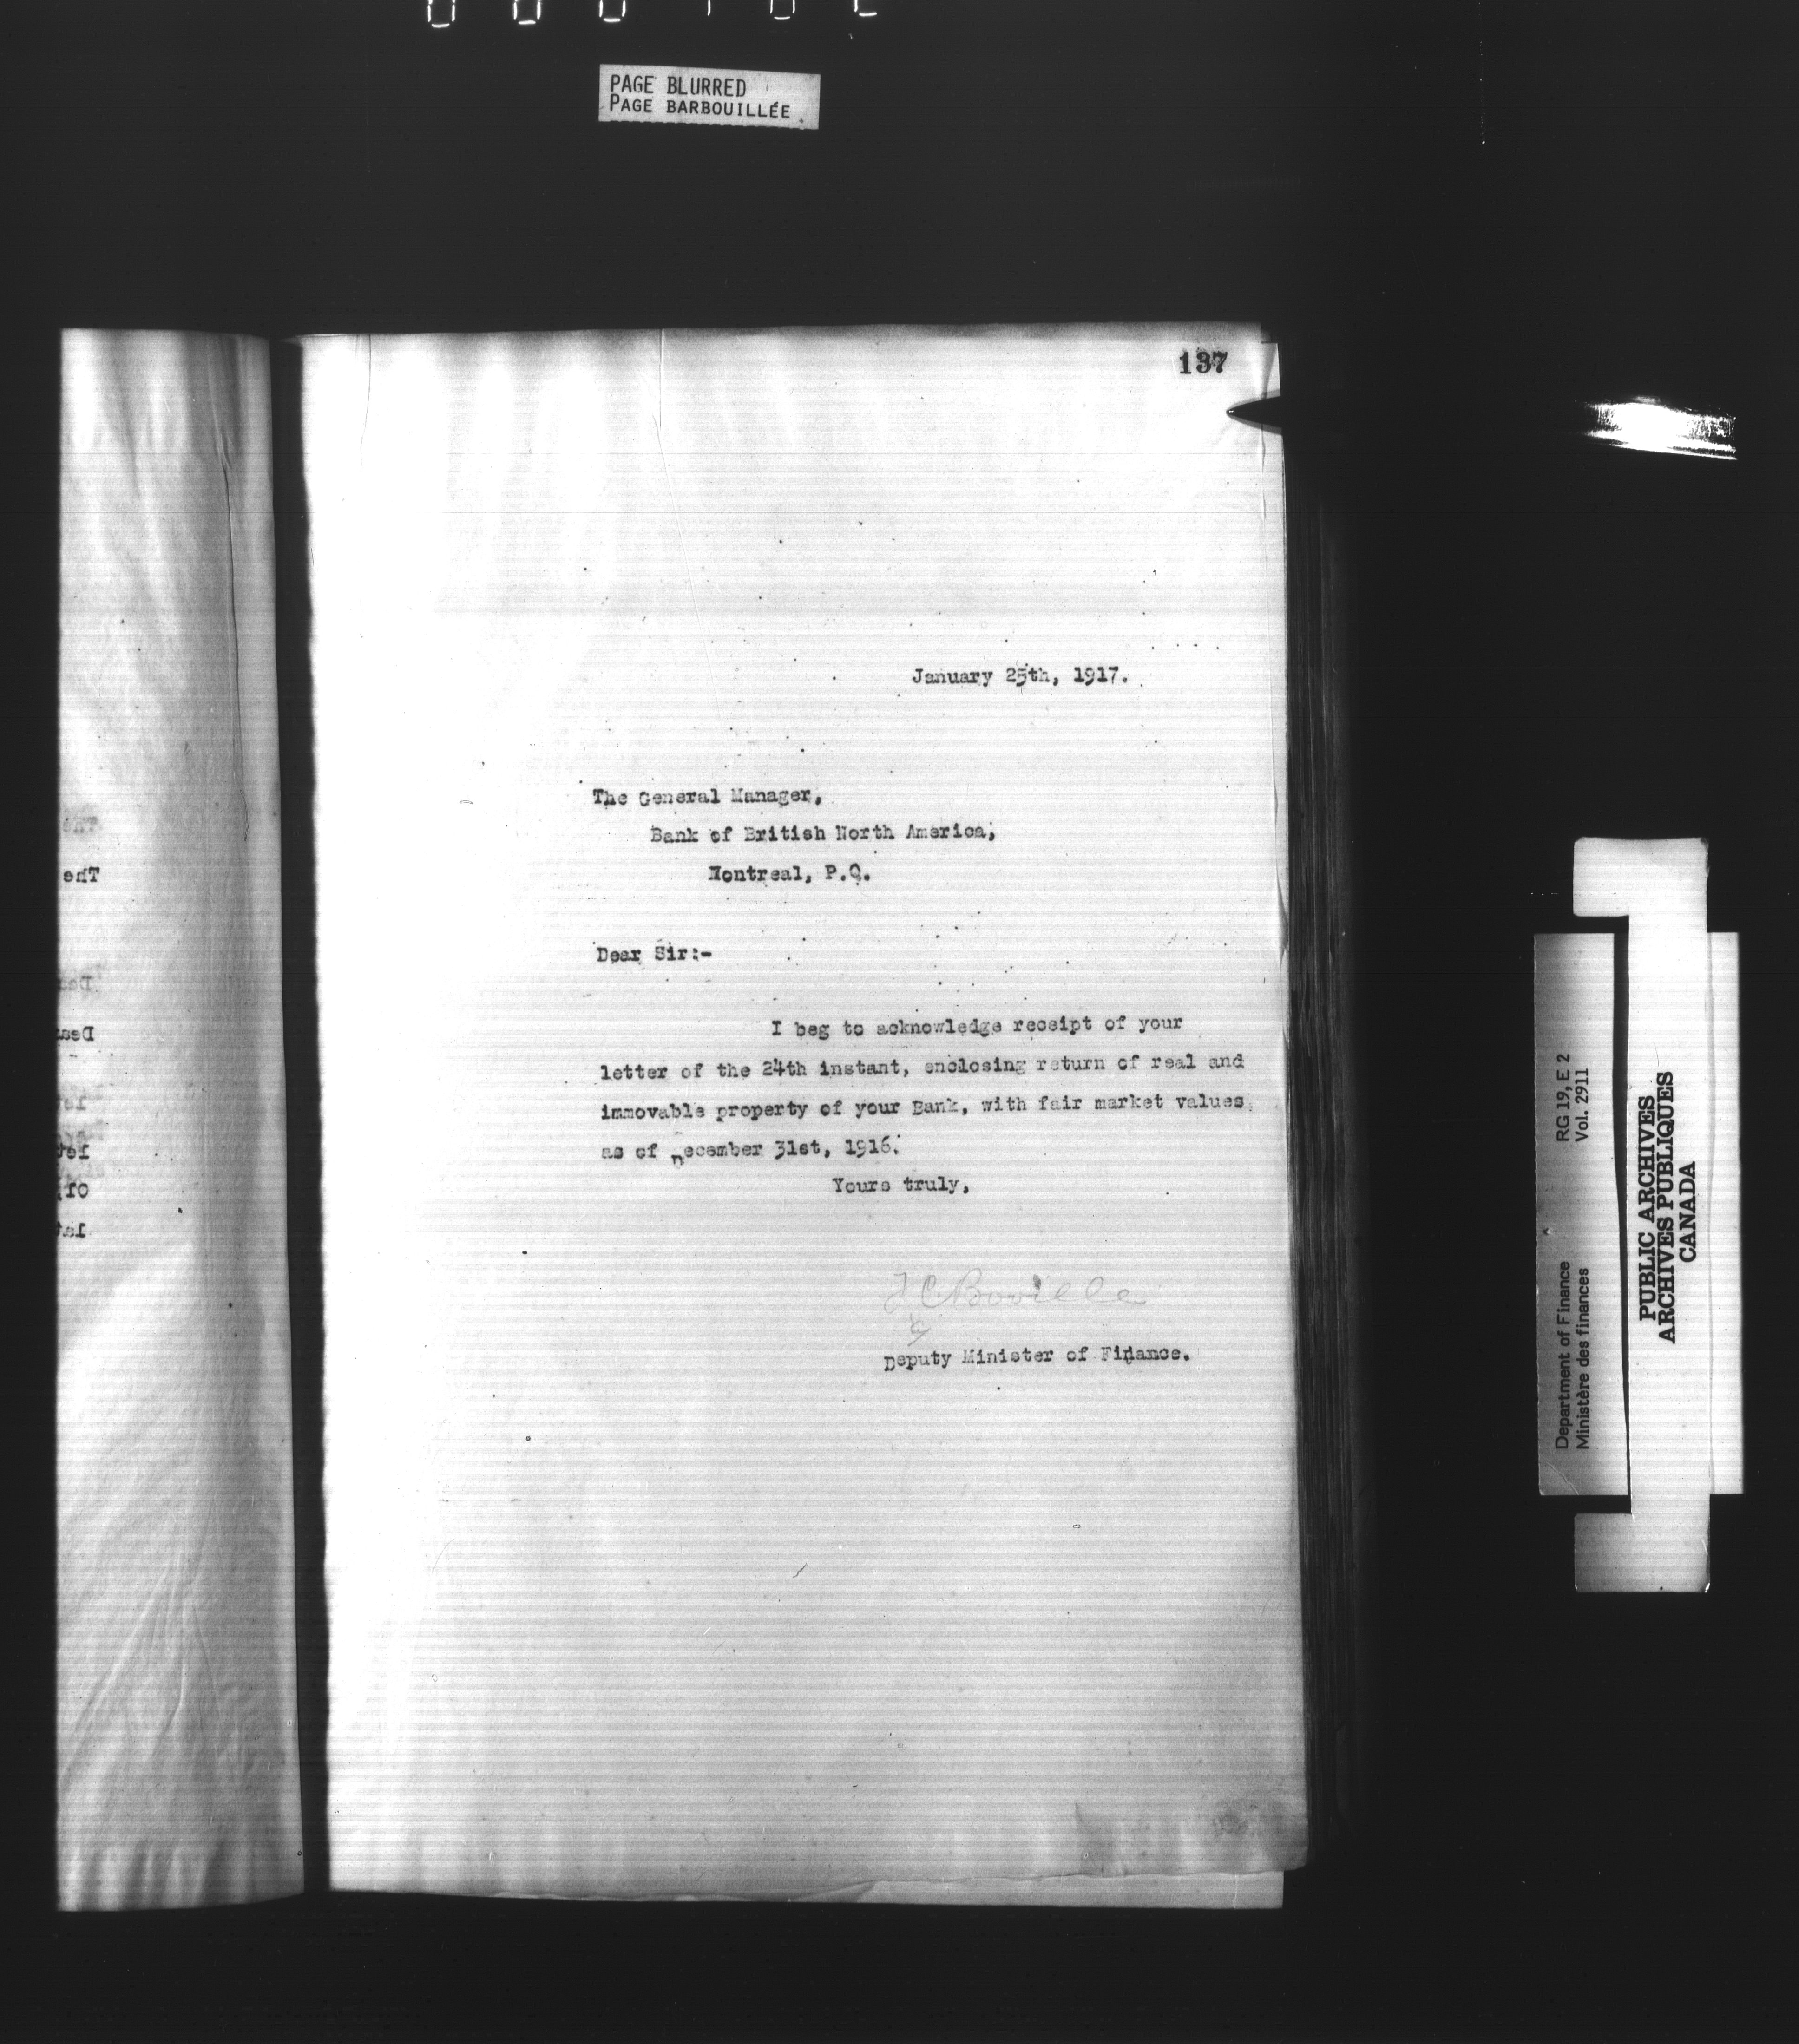 PAGE BLURRED
PAGE BARBOUILLÉE
137
January 25th, 1917.
The General Manager,
Bank of British North America,
Montreal, P.Q.
Dear Sir:-
I beg to acknowledge receipt of your
letter of the 24th instant, enclosing return of real and
immovable property of your Bank, with fair market values
as of December 31st, 1916.
Yours truly,
T C Boville
Deputy Minister of Finance.
Department of Finance RG 19, E 2
Ministère des finances Vol. 2911
PUBLIC ARCHIVES
ARCHIVES PUBLIQUES
CANADA